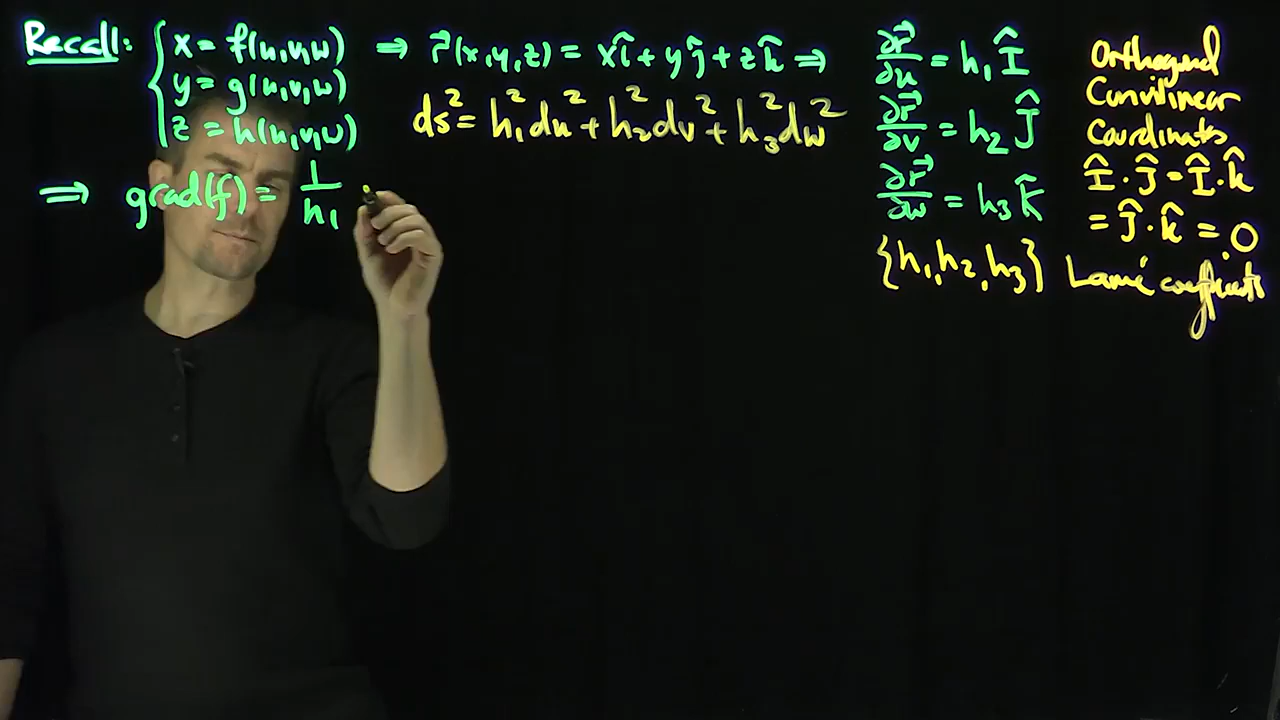 Recall: { x = f(u,v,w) ⇒ r⃗(x,y,z) = xî + yĵ + zk̂ ⇒
y = g(u,v,w)
z = h(u,v,w)
ds² = h₁²du² + h₂²dv² + h₃²dw²
⇒ grad(f) = 1/h₁
∂r⃗/∂u = h₁ Î
∂r⃗/∂v = h₂ Ĵ
∂r⃗/∂w = h₃ K̂
{h₁, h₂, h₃} Lamé coefficients
Orthogonal
Curvilinear
Coordinates
Î · Ĵ = Î · K̂
= Ĵ · K̂ = 0